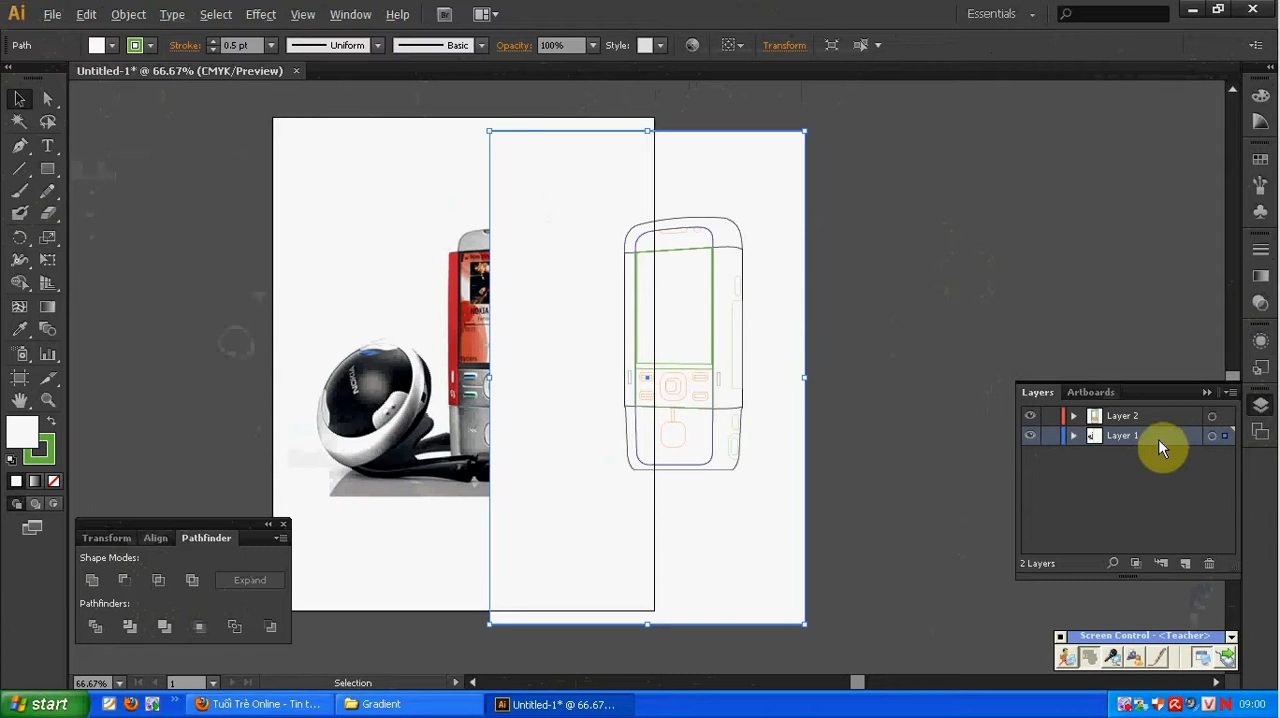 Ai File Edit Object Type Select Effect View Window Help Br Essentials
Path Stroke: 0.5 pt Uniform Basic Opacity: 100% Style: Transform
Untitled-1* @ 66.67% (CMYK/Preview)
NOKIA
Layers Artboards
Layer 2
Layer 1
2 Layers
Transform Align Pathfinder
Shape Modes:
Expand
Pathfinders:
Screen Control - <Teacher>
66.67% 1 Selection
start Tuổi Trẻ Online - Tin t... Gradient Untitled-1* @ 66.67... 09:00